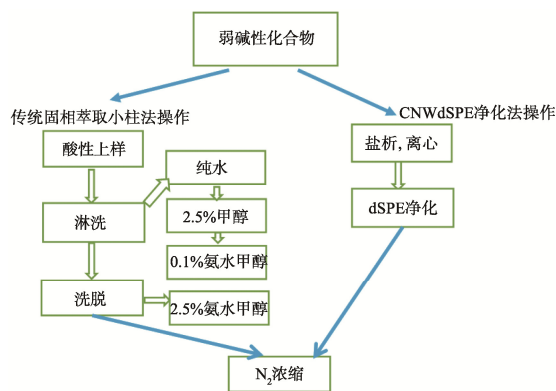 弱碱性化合物
传统固相萃取小柱法操作
CNWdSPE净化法操作
酸性上样
纯水
盐析, 离心
淋洗
2.5%甲醇
dSPE净化
0.1%氨水甲醇
洗脱
2.5%氨水甲醇
N₂浓缩